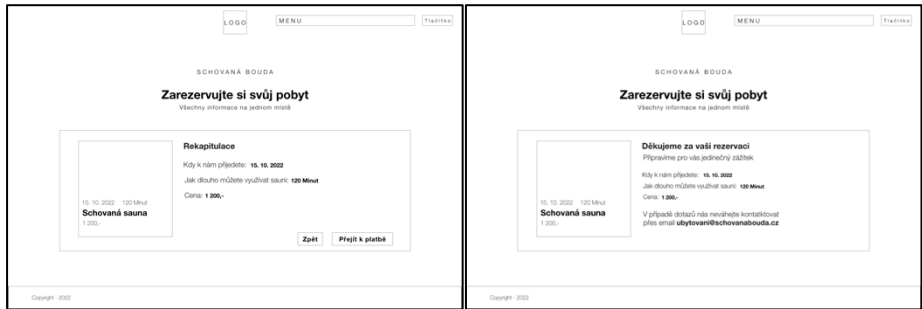 LOGO
MENU
Tlačítko
SCHOVANÁ BOUDA
Zarezervujte si svůj pobyt
Všechny informace na jednom místě
Rekapitulace
Kdy k nám přijedete: 15. 10. 2022
Jak dlouho můžete využívat sauni: 120 Minut
Cena: 1 200,-
15. 10. 2022 120 Minut
Schovaná sauna
1 200,-
Zpět
Přejít k platbě
Copyright - 2022
LOGO
MENU
Tlačítko
SCHOVANÁ BOUDA
Zarezervujte si svůj pobyt
Všechny informace na jednom místě
Děkujeme za vaši rezervaci
Připravíme pro vás jedinečný zážitek
Kdy k nám přijedete: 15. 10. 2022
Jak dlouho můžete využívat sauni: 120 Minut
Cena: 1 200,-
V případě dotazů nás neváhejte kontatktovat
přes email ubytovani@schovanabouda.cz
15. 10. 2022 120 Minut
Schovaná sauna
1 200,-
Copyright - 2022